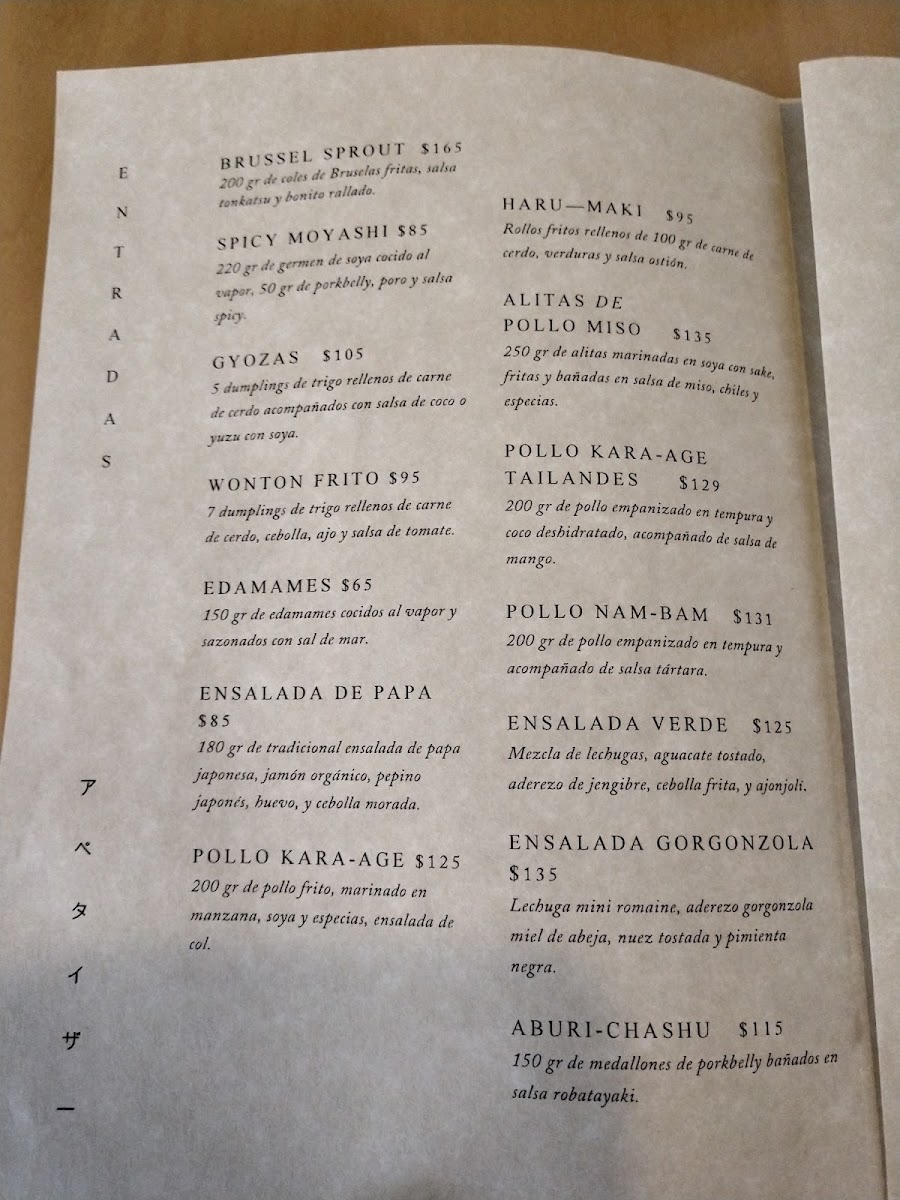 ENTRADAS
アペタイザー
BRUSSEL SPROUT $165
200 gr de coles de Bruselas fritas, salsa
tonkatsu y bonito rallado.
SPICY MOYASHI $85
220 gr de germen de soya cocido al
vapor, 50 gr de porkbelly, poro y salsa
spicy.
GYOZAS $105
5 dumplings de trigo rellenos de carne
de cerdo acompañados con salsa de coco o
yuzu con soya.
WONTON FRITO $95
7 dumplings de trigo rellenos de carne
de cerdo, cebolla, ajo y salsa de tomate.
EDAMAMES $65
150 gr de edamames cocidos al vapor y
sazonados con sal de mar.
ENSALADA DE PAPA
$85
180 gr de tradicional ensalada de papa
japonesa, jamón orgánico, pepino
japonés, huevo, y cebolla morada.
POLLO KARA-AGE $125
200 gr de pollo frito, marinado en
manzana, soya y especias, ensalada de
col.
HARU—MAKI $95
Rollos fritos rellenos de 100 gr de carne de
cerdo, verduras y salsa ostión.
ALITAS DE
POLLO MISO $135
250 gr de alitas marinadas en soya con sake,
fritas y bañadas en salsa de miso, chiles y
especias.
POLLO KARA-AGE
TAILANDES $129
200 gr de pollo empanizado en tempura y
coco deshidratado, acompañado de salsa de
mango.
POLLO NAM-BAM $131
200 gr de pollo empanizado en tempura y
acompañado de salsa tártara.
ENSALADA VERDE $125
Mezcla de lechugas, aguacate tostado,
aderezo de jengibre, cebolla frita, y ajonjolí.
ENSALADA GORGONZOLA
$135
Lechuga mini romaine, aderezo gorgonzola
miel de abeja, nuez tostada y pimienta
negra.
ABURI-CHASHU $115
150 gr de medallones de porkbelly bañados en
salsa robatayaki.